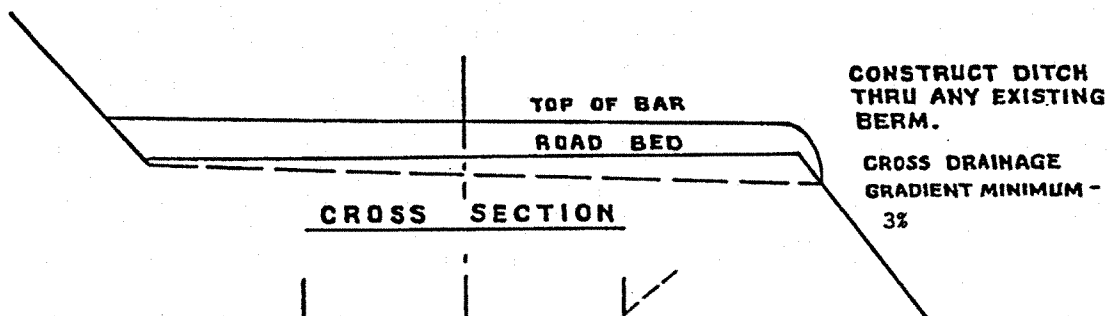 TOP OF BAR
ROAD BED
CROSS SECTION
CONSTRUCT DITCH
THRU ANY EXISTING
BERM.
CROSS DRAINAGE
GRADIENT MINIMUM -
3%